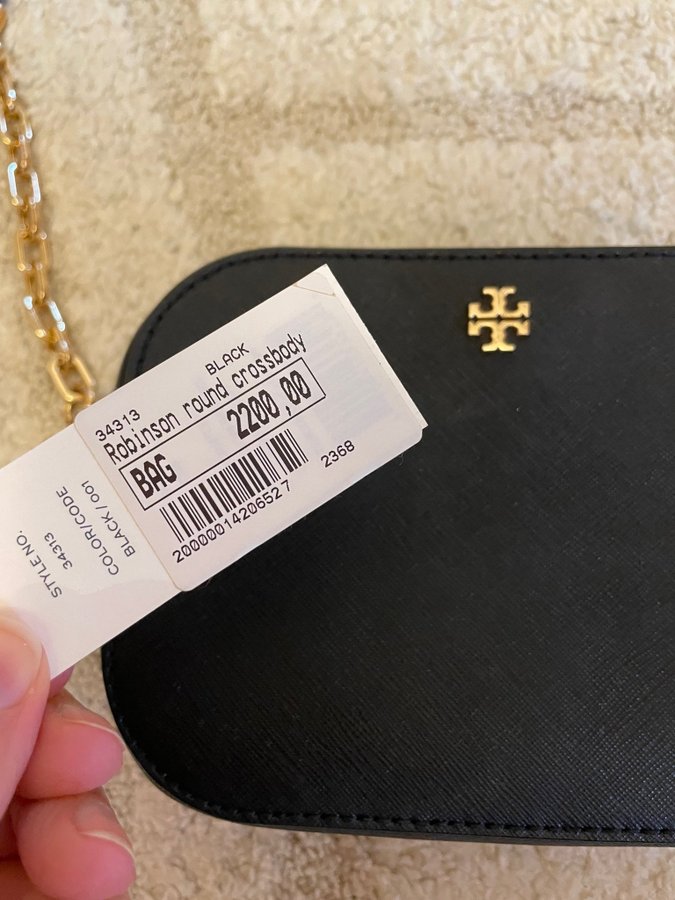 BLACK
34313
Robinson round crossbody
BAG 2200,00
20000014206527
2368
STYLE NO.
34313
COLOR/CODE
BLACK/001